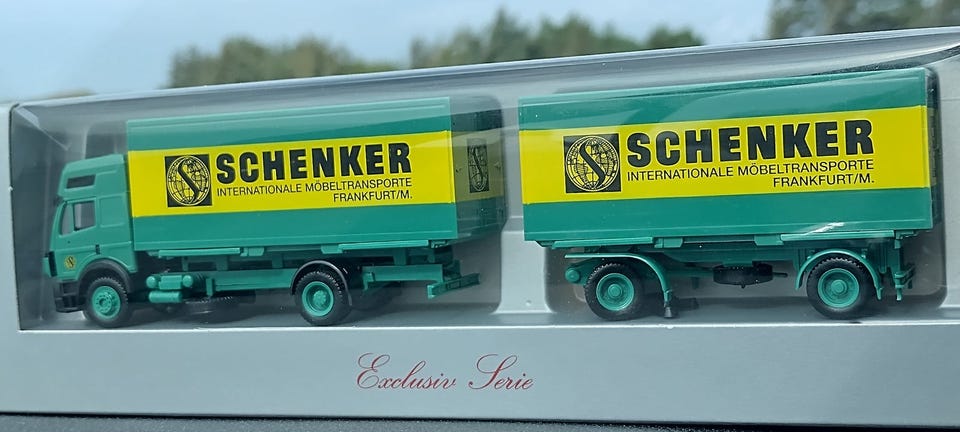 SCHENKER
INTERNATIONALE MÖBELTRANSPORTE
FRANKFURT/M.
SCHENKER
INTERNATIONALE MÖBELTRANSPORTE
FRANKFURT/M.
Exclusiv Serie